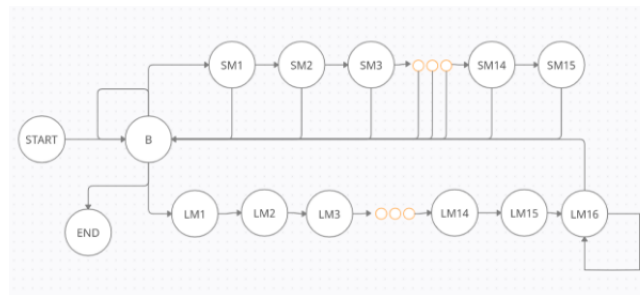 SM1 SM2 SM3 SM14 SM15
START B
LM1 LM2 LM3 LM14 LM15 LM16
END